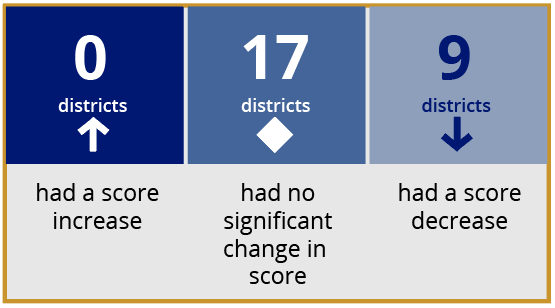 0
districts
had a score
increase
17
districts
had no
significant
change in
score
9
districts
had a score
decrease